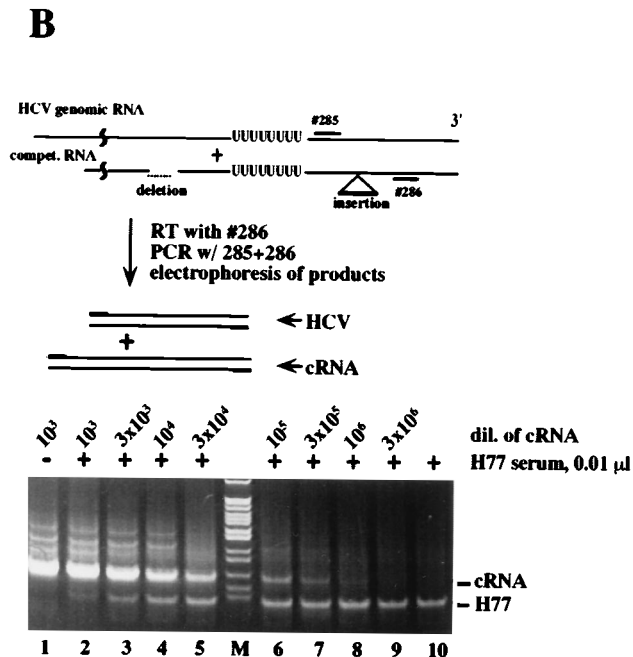 B
HCV genomic RNA
#285
3'
UUUUUUUU
compet. RNA
+
UUUUUUUU
deletion
insertion
#286
RT with #286
PCR w/ 285+286
electrophoresis of products
HCV
+
cRNA
10³ 10³ 3x10³ 10⁴ 3x10⁴ 10⁵ 3x10⁵ 10⁶ 3x10⁶ dil. of cRNA
- + + + + + + + + + H77 serum, 0.01 µl
cRNA
H77
1 2 3 4 5 M 6 7 8 9 10